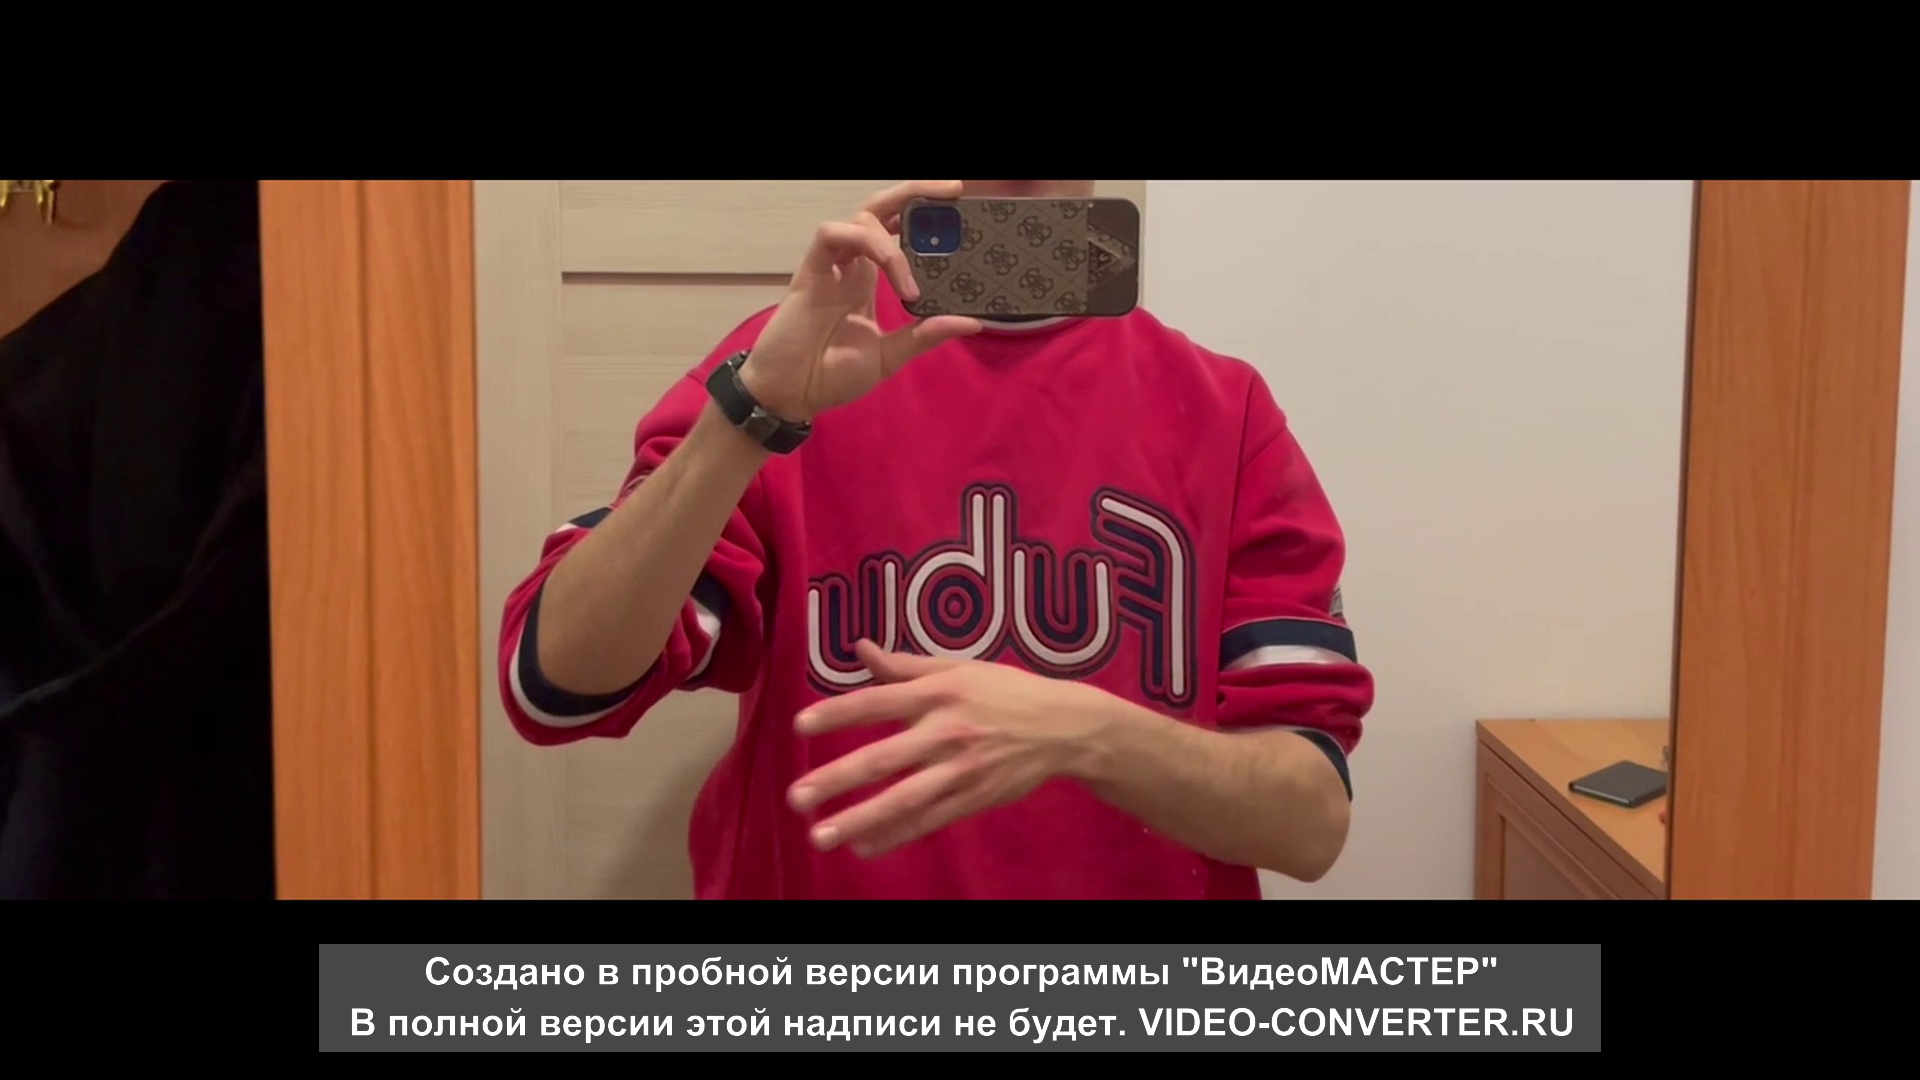 Fubu
Создано в пробной версии программы "ВидеоМАСТЕР"
В полной версии этой надписи не будет. VIDEO-CONVERTER.RU